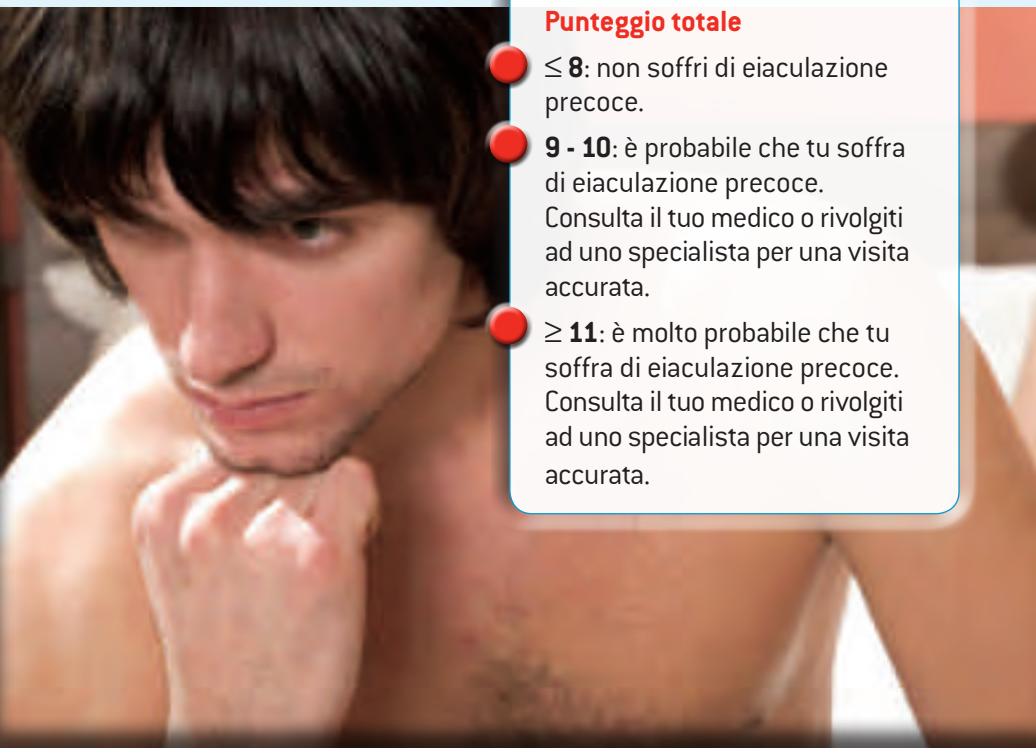 Punteggio totale
≤ 8: non soffri di eiaculazione
precoce.
9 - 10: è probabile che tu soffra
di eiaculazione precoce.
Consulta il tuo medico o rivolgiti
ad uno specialista per una visita
accurata.
≥ 11: è molto probabile che tu
soffra di eiaculazione precoce.
Consulta il tuo medico o rivolgiti
ad uno specialista per una visita
accurata.